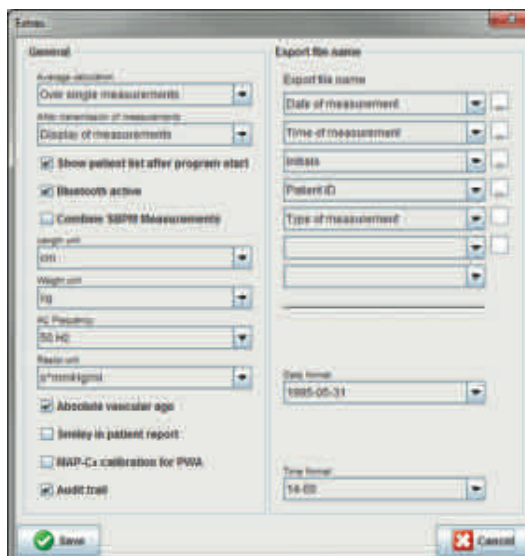 Extras
General
Average calculation
Over single measurements
After transmission of measurements
Display of measurements
Show patient list after program start
Bluetooth active
Combine SBPM Measurements
Length unit
cm
Weight unit
kg
AC Frequency
50 Hz
Resist unit
s*mmHg/ml
Absolute vascular age
Smiley in patient report
MAP-Cx calibration for PWA
Audit trail
Save
Export file name
Export file name
Date of measurement
Time of measurement
Initials
Patient ID
Type of measurement
Date format
1985-05-31
Time format
Cancel